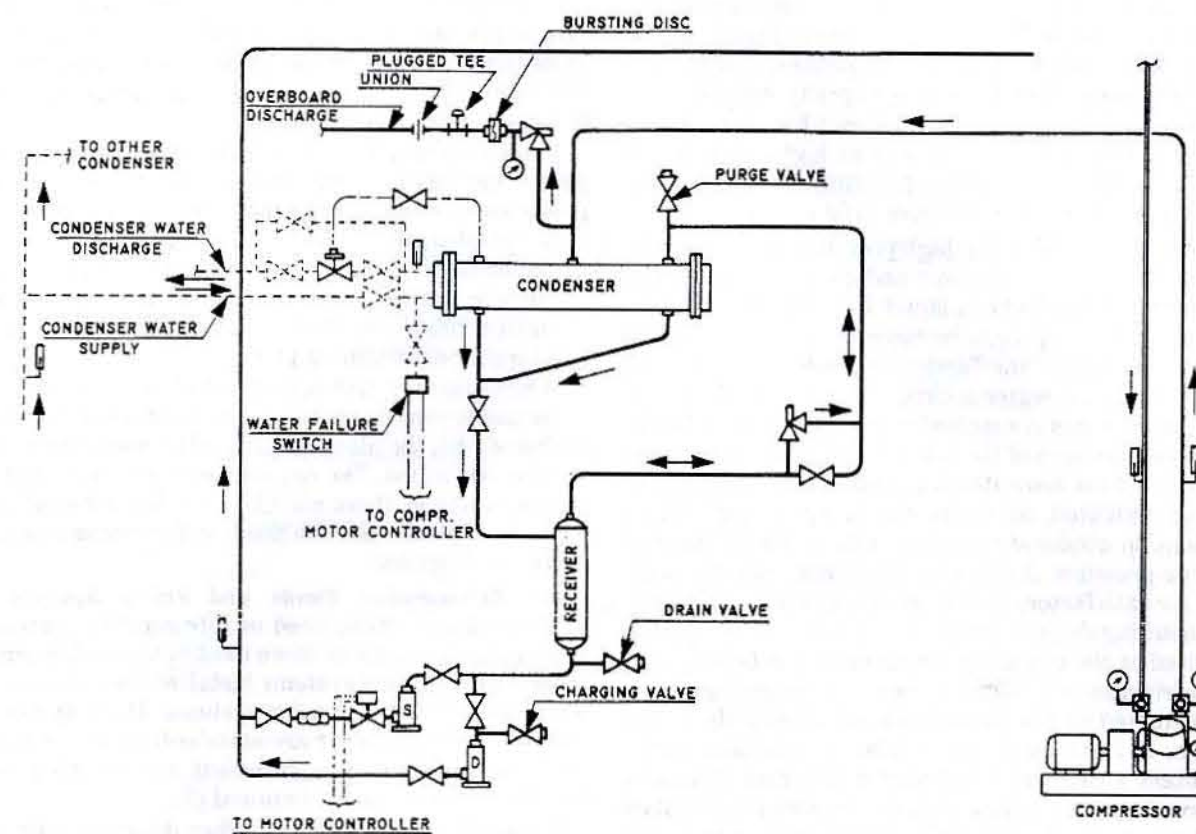 BURSTING DISC
PLUGGED TEE
UNION
OVERBOARD
DISCHARGE
TO OTHER
CONDENSER
PURGE VALVE
CONDENSER WATER
DISCHARGE
CONDENSER
CONDENSER WATER
SUPPLY
WATER FAILURE
SWITCH
TO COMPR.
MOTOR CONTROLLER
RECEIVER
DRAIN VALVE
CHARGING VALVE
S
D
COMPRESSOR
TO MOTOR CONTROLLER